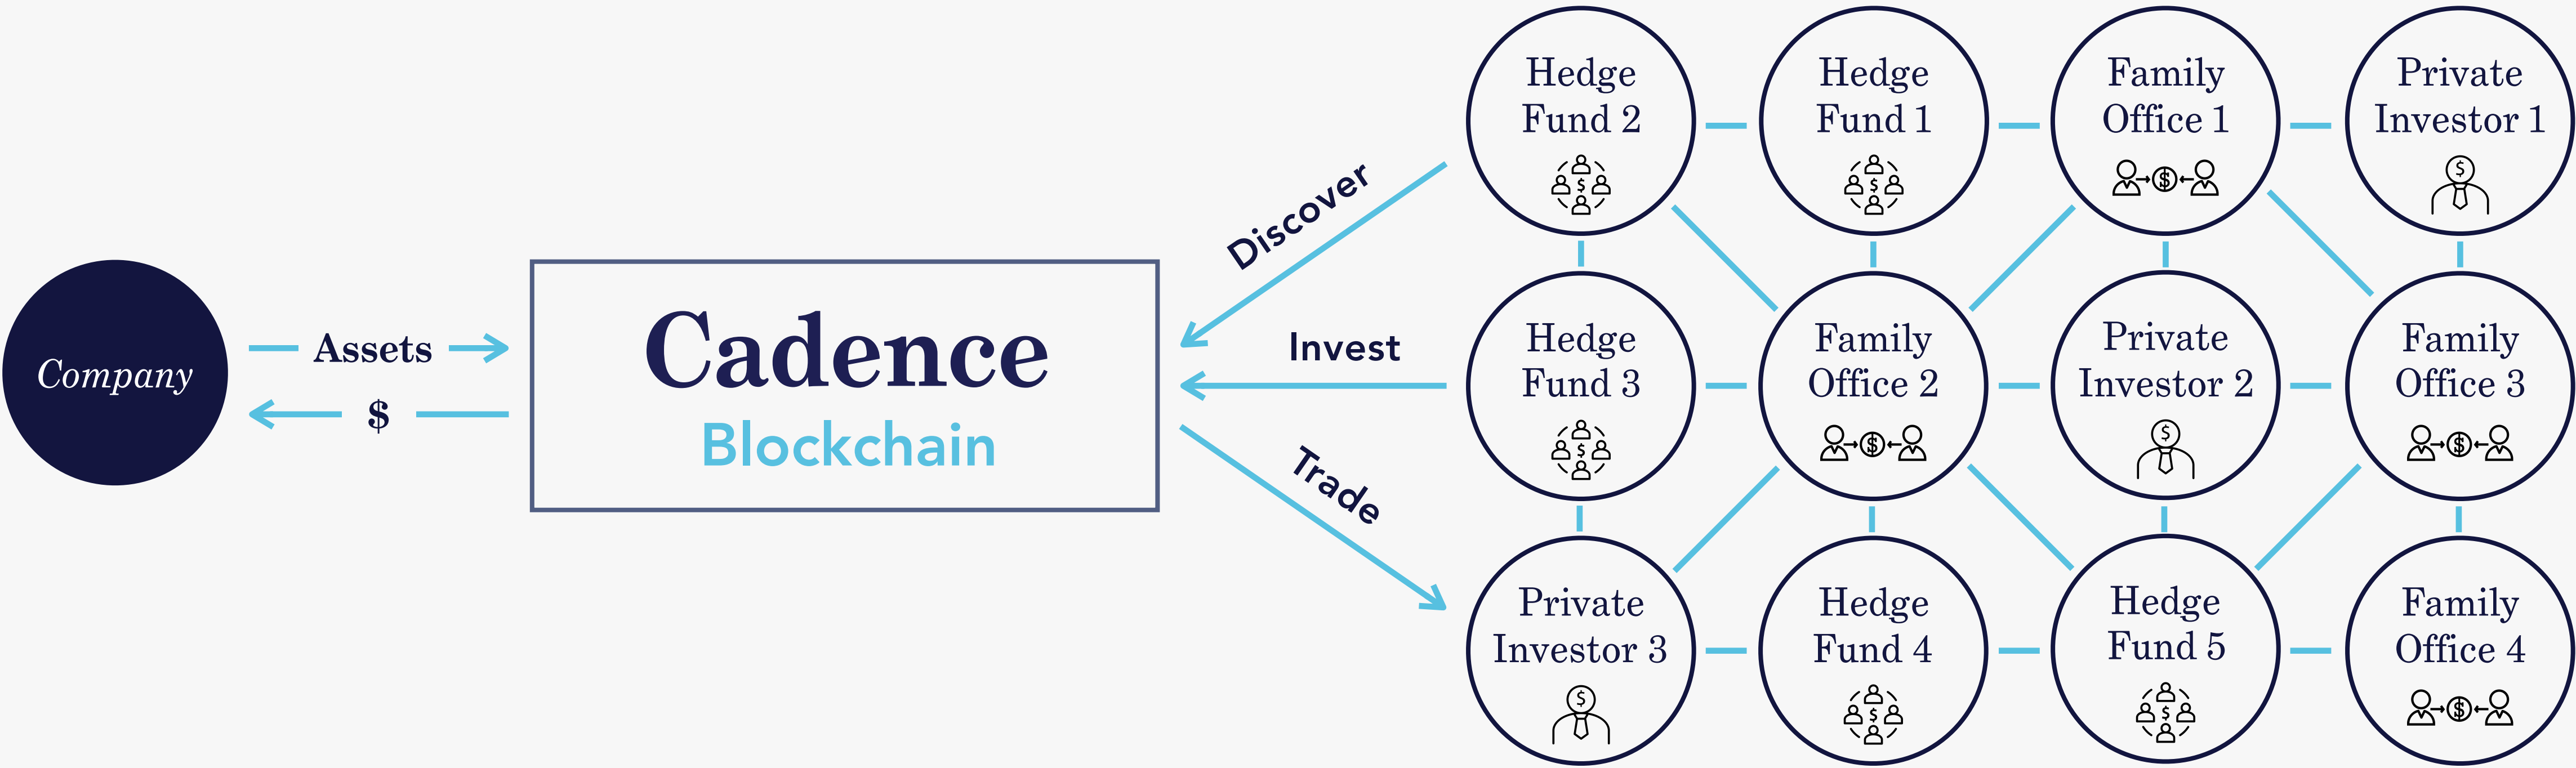 Company
Assets
$
Cadence
Blockchain
Discover
Invest
Trade
Hedge
Fund 2
$
Hedge
Fund 1
$
Family
Office 1
$
Private
Investor 1
$
Hedge
Fund 3
$
Family
Office 2
$
Private
Investor 2
$
Family
Office 3
$
Private
Investor 3
$
Hedge
Fund 4
$
Hedge
Fund 5
$
Family
Office 4
$